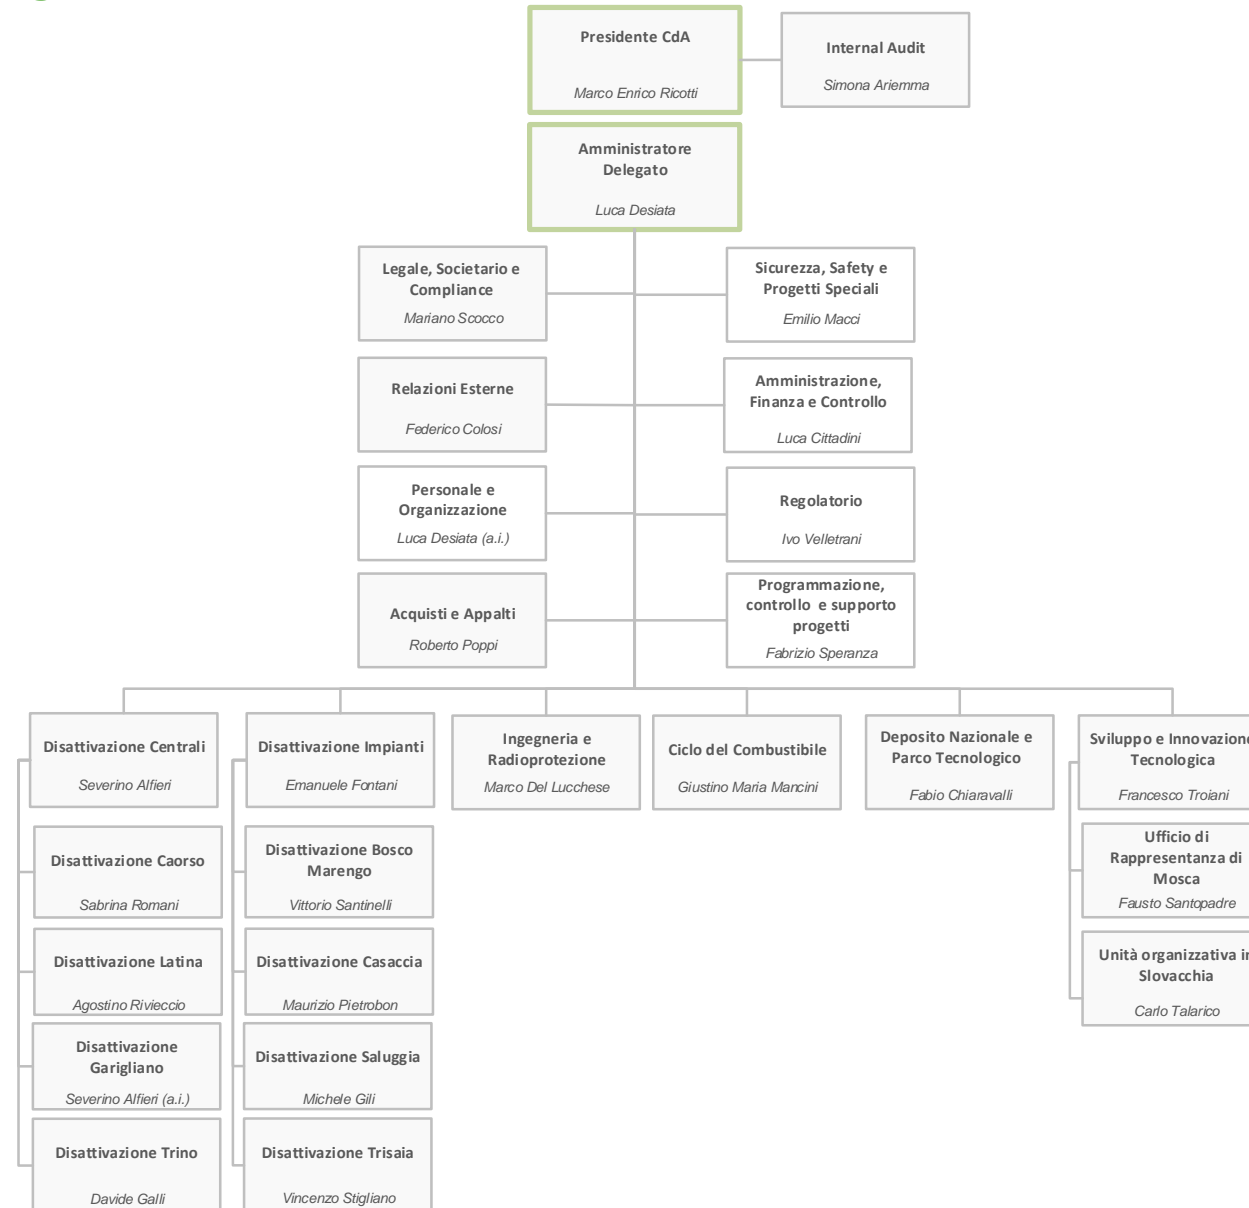 Presidente CdA
Marco Enrico Ricotti
Internal Audit
Simona Ariemma
Amministratore
Delegato
Luca Desiata
Legale, Societario e
Compliance
Mariano Scocco
Sicurezza, Safety e
Progetti Speciali
Emilio Macci
Relazioni Esterne
Federico Colosi
Amministrazione,
Finanza e Controllo
Luca Cittadini
Personale e
Organizzazione
Luca Desiata (a.i.)
Regolatorio
Ivo Velletrani
Acquisti e Appalti
Roberto Poppi
Programmazione,
controllo e supporto
progetti
Fabrizio Speranza
Disattivazione Centrali
Severino Alfieri
Disattivazione Impianti
Emanuele Fontani
Ingegneria e
Radioprotezione
Marco Del Lucchese
Ciclo del Combustibile
Giustino Maria Mancini
Deposito Nazionale e
Parco Tecnologico
Fabio Chiaravalli
Sviluppo e Innovazione
Tecnologica
Francesco Troiani
Disattivazione Caorso
Sabrina Romani
Disattivazione Bosco
Marengo
Vittorio Santinelli
Ufficio di
Rappresentanza di
Mosca
Fausto Santopadre
Disattivazione Latina
Agostino Rivieccio
Disattivazione Casaccia
Maurizio Pietrobon
Unità organizzativa in
Slovacchia
Carlo Talarico
Disattivazione
Garigliano
Severino Alfieri (a.i.)
Disattivazione Saluggia
Michele Gili
Disattivazione Trino
Davide Galli
Disattivazione Trisaia
Vincenzo Stigliano